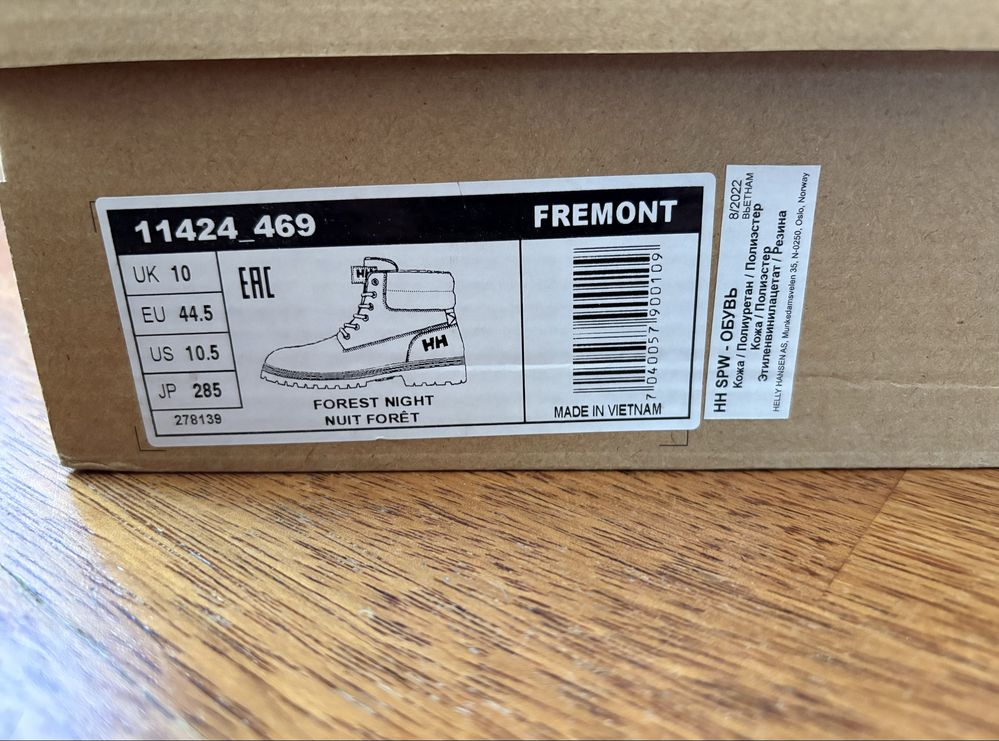 11424_469
FREMONT
UK 10
EU 44.5
US 10.5
JP 285
278139
EAC
HH
HH
FOREST NIGHT
NUIT FORÊT
7040057900109
MADE IN VIETNAM
8/2022
ВЬЕТНАМ
HH SPW - ОБУВЬ
Кожа / Полиуретан / Полиэстер
Кожа / Полиэстер
Этиленвинилацетат / Резина
HELLY HANSEN AS, Munkedamsveien 35, N-0250, Oslo, Norway